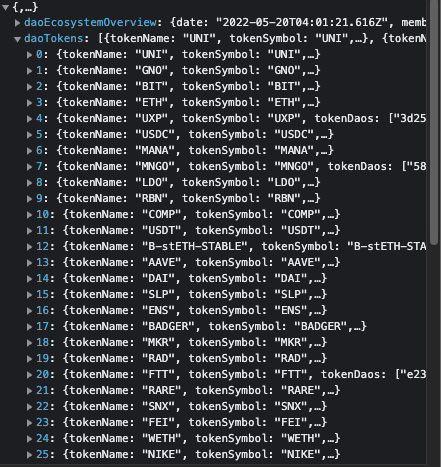 {,…}
daoEcosystemOverview: {date: "2022-05-20T04:01:21.616Z", memb
daoTokens: [{tokenName: "UNI", tokenSymbol: "UNI",…}, {tokenN
0: {tokenName: "UNI", tokenSymbol: "UNI",…}
1: {tokenName: "GNO", tokenSymbol: "GNO",…}
2: {tokenName: "BIT", tokenSymbol: "BIT",…}
3: {tokenName: "ETH", tokenSymbol: "ETH",…}
4: {tokenName: "UXP", tokenSymbol: "UXP", tokenDaos: ["3d25
5: {tokenName: "USDC", tokenSymbol: "USDC",…}
6: {tokenName: "MANA", tokenSymbol: "MANA",…}
7: {tokenName: "MNGO", tokenSymbol: "MNGO", tokenDaos: ["58
8: {tokenName: "LDO", tokenSymbol: "LDO",…}
9: {tokenName: "RBN", tokenSymbol: "RBN",…}
10: {tokenName: "COMP", tokenSymbol: "COMP",…}
11: {tokenName: "USDT", tokenSymbol: "USDT",…}
12: {tokenName: "B-stETH-STABLE", tokenSymbol: "B-stETH-STA
13: {tokenName: "AAVE", tokenSymbol: "AAVE",…}
14: {tokenName: "DAI", tokenSymbol: "DAI",…}
15: {tokenName: "SLP", tokenSymbol: "SLP",…}
16: {tokenName: "ENS", tokenSymbol: "ENS",…}
17: {tokenName: "BADGER", tokenSymbol: "BADGER",…}
18: {tokenName: "MKR", tokenSymbol: "MKR",…}
19: {tokenName: "RAD", tokenSymbol: "RAD",…}
20: {tokenName: "FTT", tokenSymbol: "FTT", tokenDaos: ["e23
21: {tokenName: "RARE", tokenSymbol: "RARE",…}
22: {tokenName: "SNX", tokenSymbol: "SNX",…}
23: {tokenName: "FEI", tokenSymbol: "FEI",…}
24: {tokenName: "WETH", tokenSymbol: "WETH",…}
25: {tokenName: "NIKE", tokenSymbol: "NIKE",…}